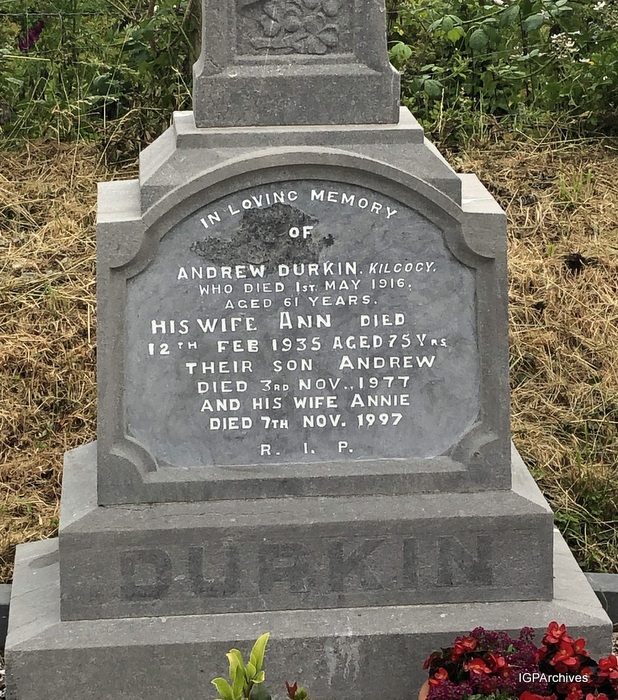 IN LOVING MEMORY
OF
ANDREW DURKIN. KILGOCY.
WHO DIED 1ST. MAY 1916.
AGED 61 YEARS.
HIS WIFE ANN DIED
12TH FEB 1935 AGED 75 YRS
THEIR SON ANDREW
DIED 3RD NOV., 1977
AND HIS WIFE ANNIE
DIED 7TH NOV. 1997
R. I. P.
DURKIN
IGPArchives